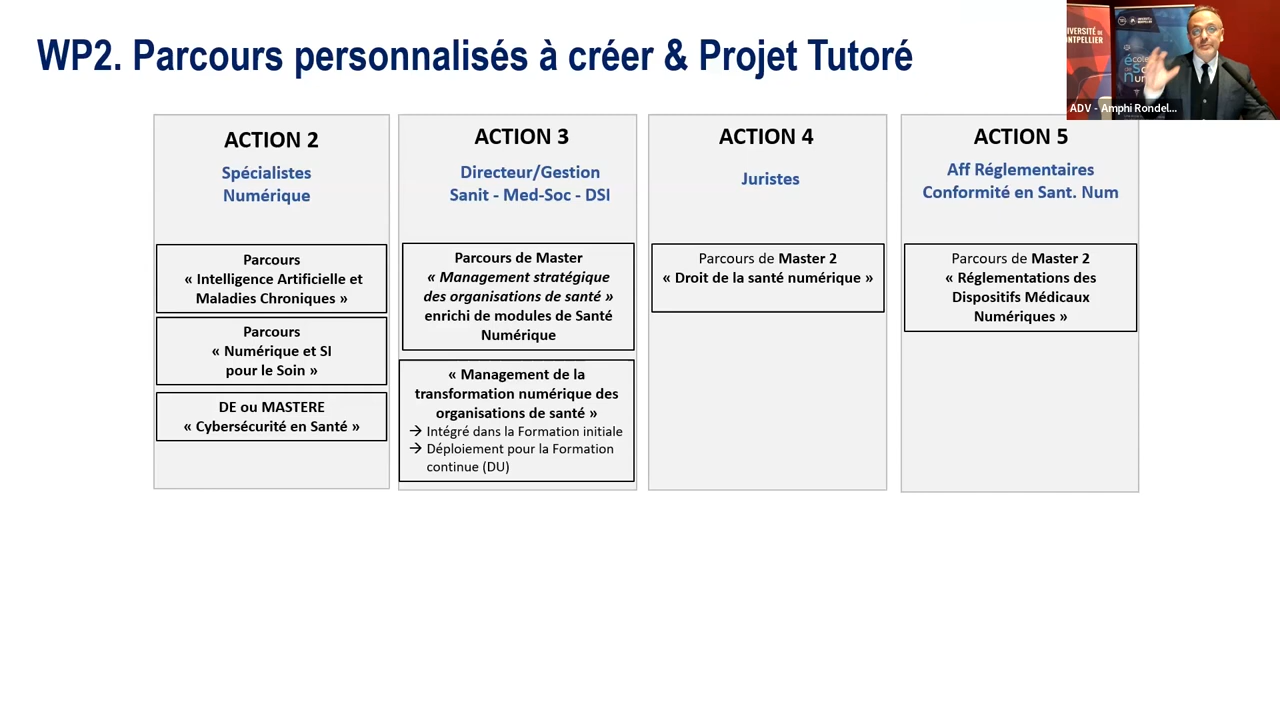 WP2. Parcours personnalisés à créer & Projet Tutoré
UNIVERSITÉ DE
MONTPELLIER
ADV - Amphi Rondel...
ACTION 2
Spécialistes
Numérique
Parcours
« Intelligence Artificielle et
Maladies Chroniques »
Parcours
« Numérique et SI
pour le Soin »
DE ou MASTERE
« Cybersécurité en Santé »
ACTION 3
Directeur/Gestion
Sanit - Med-Soc - DSI
Parcours de Master
« Management stratégique
des organisations de santé »
enrichi de modules de Santé
Numérique
« Management de la
transformation numérique des
organisations de santé »
→ Intégré dans la Formation initiale
→ Déploiement pour la Formation
continue (DU)
ACTION 4
Juristes
Parcours de Master 2
« Droit de la santé numérique »
ACTION 5
Aff Réglementaires
Conformité en Sant. Num
Parcours de Master 2
« Réglementations des
Dispositifs Médicaux
Numériques »